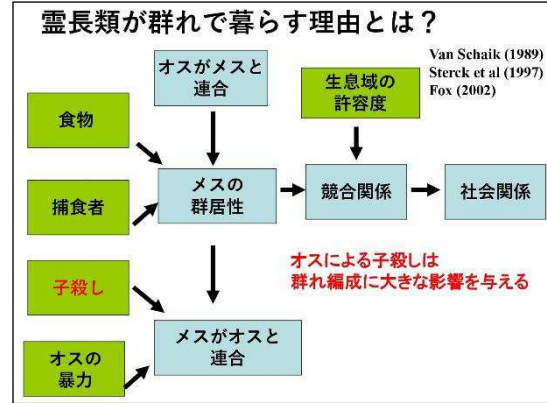 霊長類が群れで暮らす理由とは？
Van Schaik (1989)
Sterck et al (1997)
Fox (2002)
オスがメスと
連合
生息域の
許容度
食物
捕食者
メスの
群居性
競合関係
社会関係
子殺し
オスの
暴力
メスがオスと
連合
オスによる子殺しは
群れ編成に大きな影響を与える